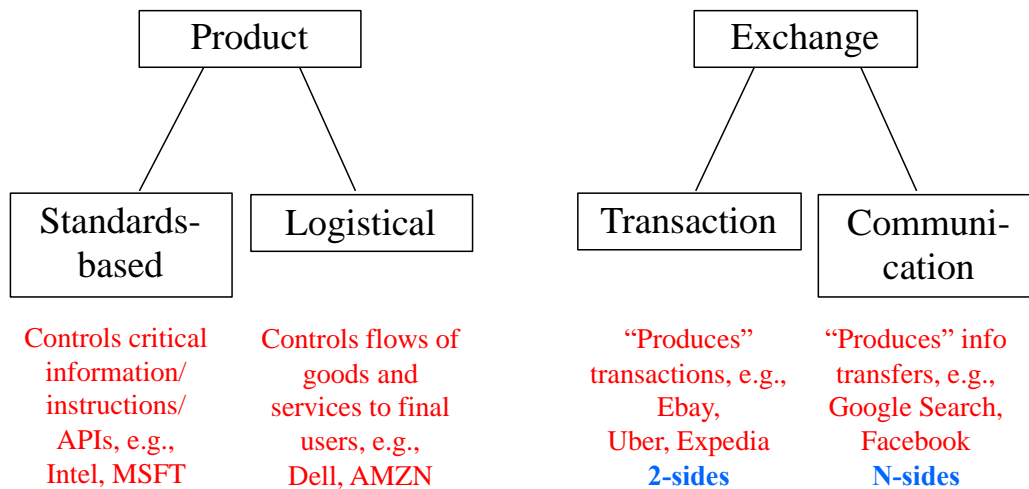 Product
Exchange
Standards-
based
Logistical
Transaction
Communi-
cation
Controls critical
information/
instructions/
APIs, e.g.,
Intel, MSFT
Controls flows of
goods and
services to final
users, e.g.,
Dell, AMZN
“Produces”
transactions, e.g.,
Ebay,
Uber, Expedia
2-sides
“Produces” info
transfers, e.g.,
Google Search,
Facebook
N-sides